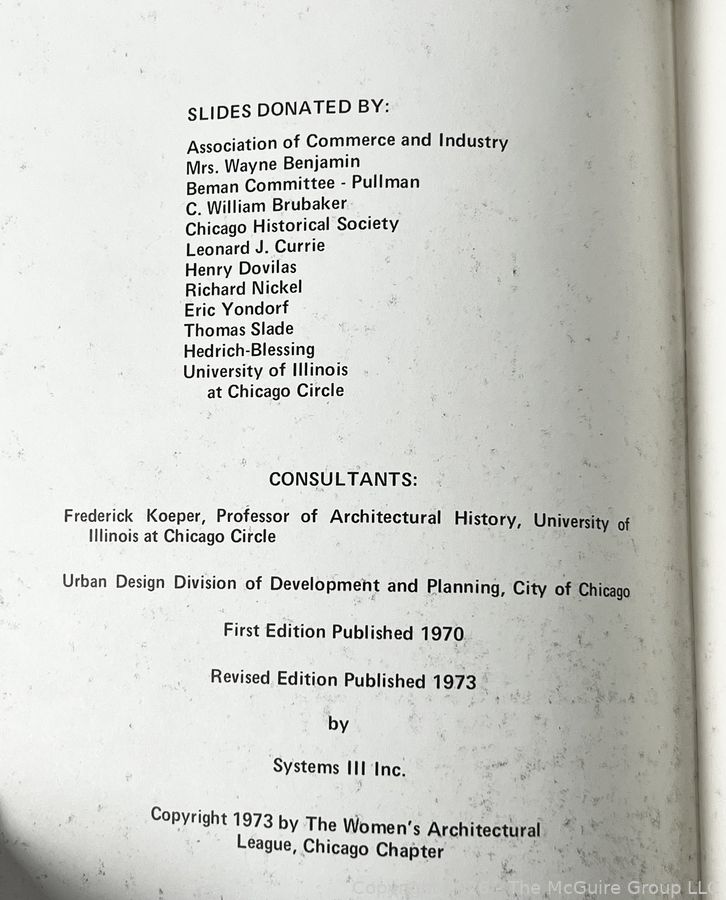 SLIDES DONATED BY:
Association of Commerce and Industry
Mrs. Wayne Benjamin
Beman Committee - Pullman
C. William Brubaker
Chicago Historical Society
Leonard J. Currie
Henry Dovilas
Richard Nickel
Eric Yondorf
Thomas Slade
Hedrich-Blessing
University of Illinois
at Chicago Circle
CONSULTANTS:
Frederick Koeper, Professor of Architectural History, University of
Illinois at Chicago Circle
Urban Design Division of Development and Planning, City of Chicago
First Edition Published 1970
Revised Edition Published 1973
by
Systems III Inc.
Copyright 1973 by The Women's Architectural
League, Chicago Chapter
The McGuire Group LLC